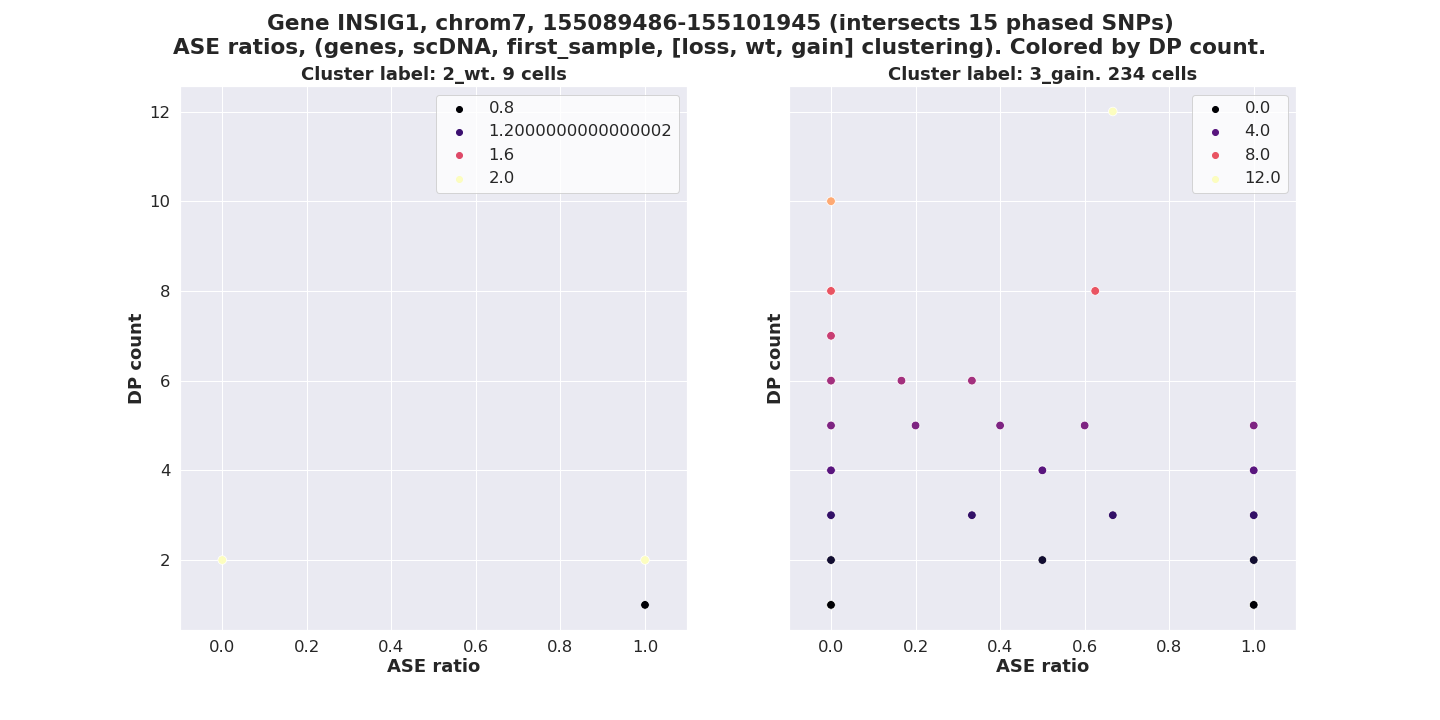 Gene INSIG1, chrom7, 155089486-155101945 (intersects 15 phased SNPs)
ASE ratios, (genes, scDNA, first_sample, [loss, wt, gain] clustering). Colored by DP count.
Cluster label: 2_wt. 9 cells
0.8
1.2000000000000002
1.6
2.0
12
10
8
6
4
2
DP count
0.0 0.2 0.4 0.6 0.8 1.0
ASE ratio
Cluster label: 3_gain. 234 cells
0.0
4.0
8.0
12.0
DP count
0.0 0.2 0.4 0.6 0.8 1.0
ASE ratio